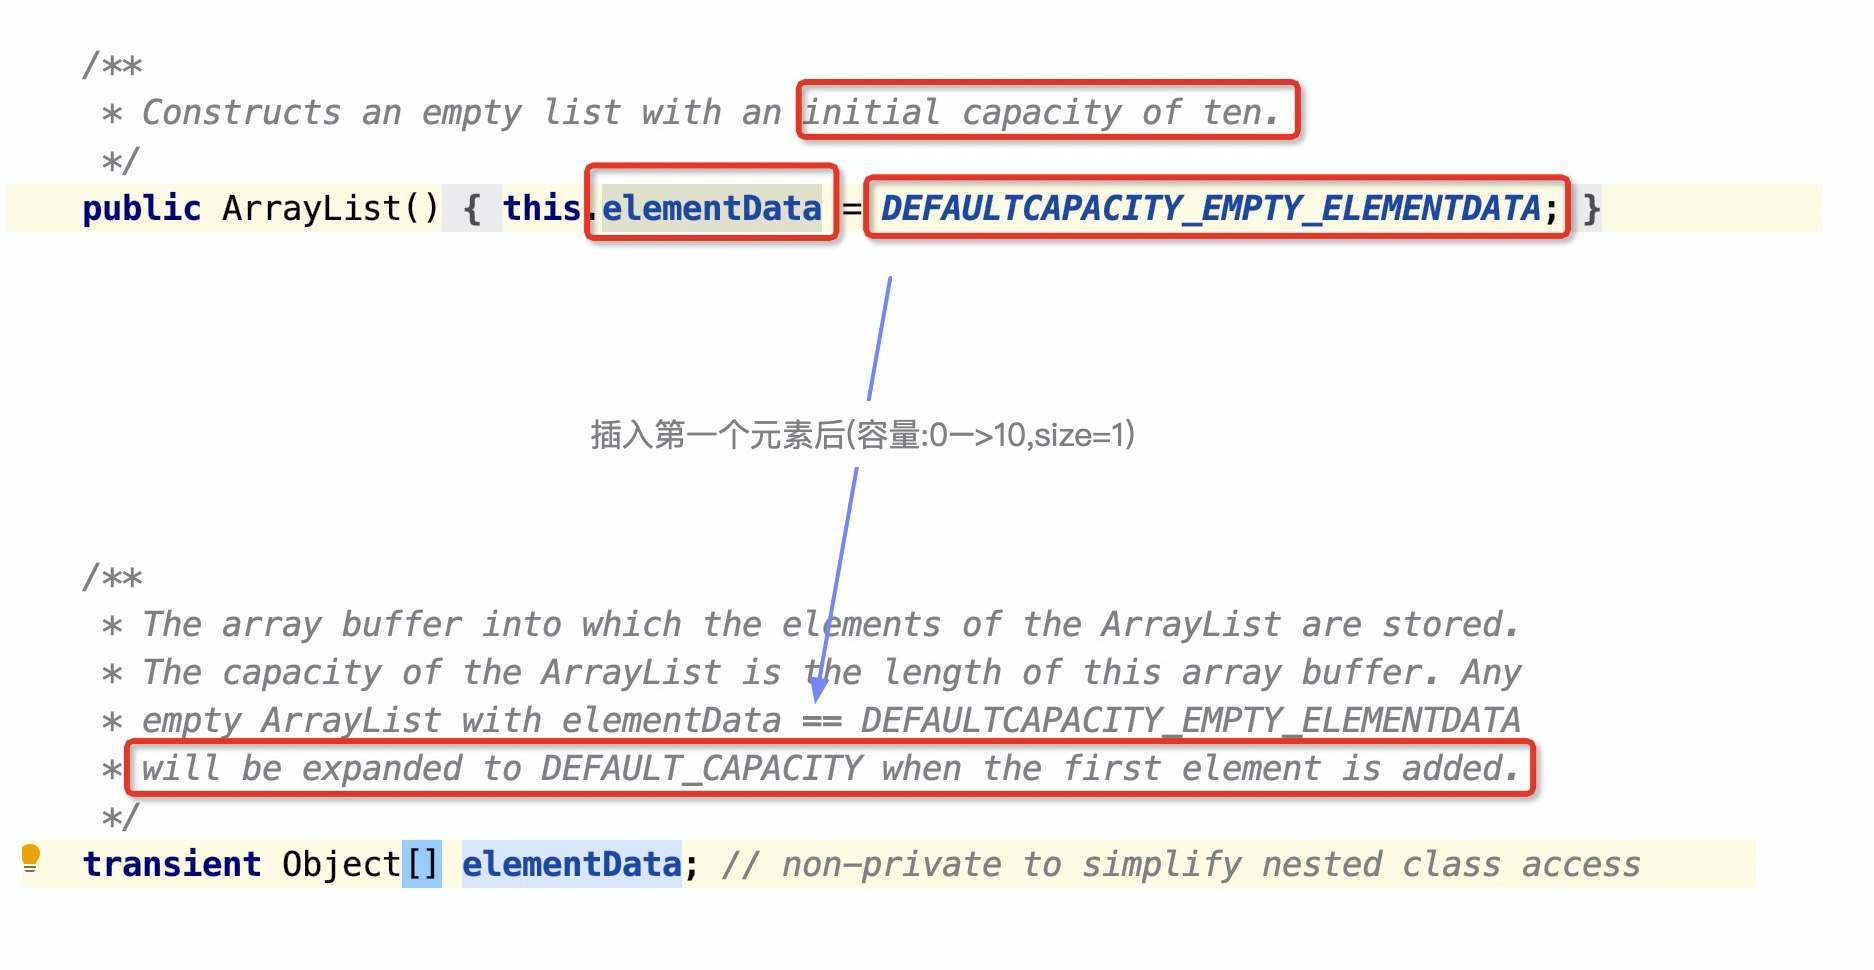 /**
* Constructs an empty list with an initial capacity of ten.
*/
public ArrayList() { this.elementData = DEFAULTCAPACITY_EMPTY_ELEMENTDATA; }
插入第一个元素后(容量:0—>10,size=1)
/**
* The array buffer into which the elements of the ArrayList are stored.
* The capacity of the ArrayList is the length of this array buffer. Any
* empty ArrayList with elementData == DEFAULTCAPACITY_EMPTY_ELEMENTDATA
* will be expanded to DEFAULT_CAPACITY when the first element is added.
*/
transient Object[] elementData; // non-private to simplify nested class access